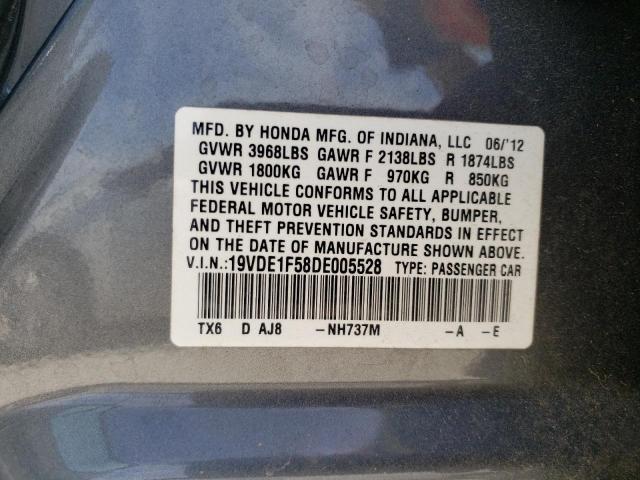 MFD. BY HONDA MFG. OF INDIANA, LLC 06/'12
GVWR 3968LBS GAWR F 2138LBS R 1874LBS
GVWR 1800KG GAWR F 970KG R 850KG
THIS VEHICLE CONFORMS TO ALL APPLICABLE
FEDERAL MOTOR VEHICLE SAFETY, BUMPER,
AND THEFT PREVENTION STANDARDS IN EFFECT
ON THE DATE OF MANUFACTURE SHOWN ABOVE.
V.I.N.:19VDE1F58DE005528 TYPE: PASSENGER CAR
TX6 D AJ8 -NH737M -A -E